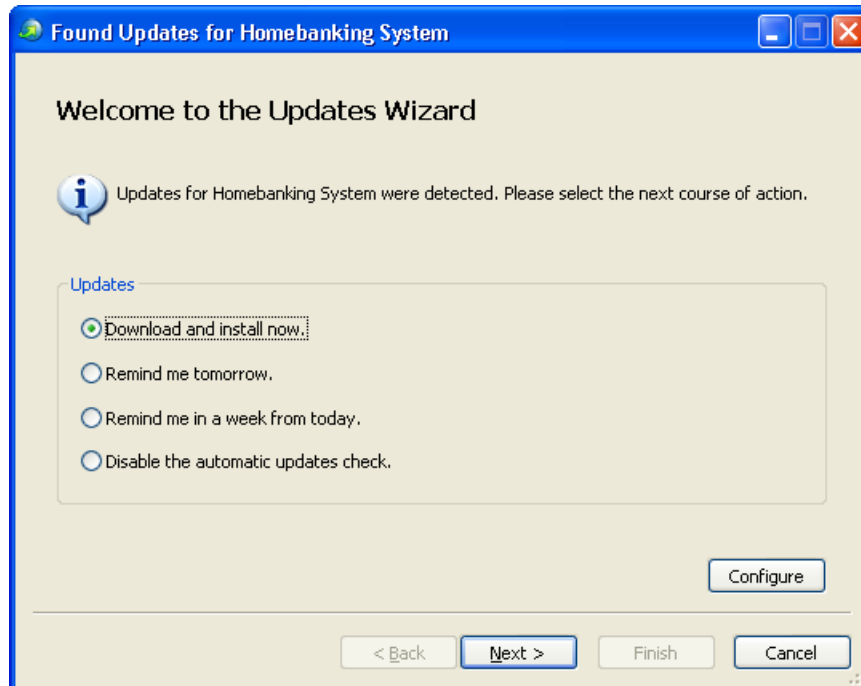 Found Updates for Homebanking System
Welcome to the Updates Wizard
Updates for Homebanking System were detected. Please select the next course of action.
Updates
Download and install now.
Remind me tomorrow.
Remind me in a week from today.
Disable the automatic updates check.
Configure
< Back Next > Finish Cancel